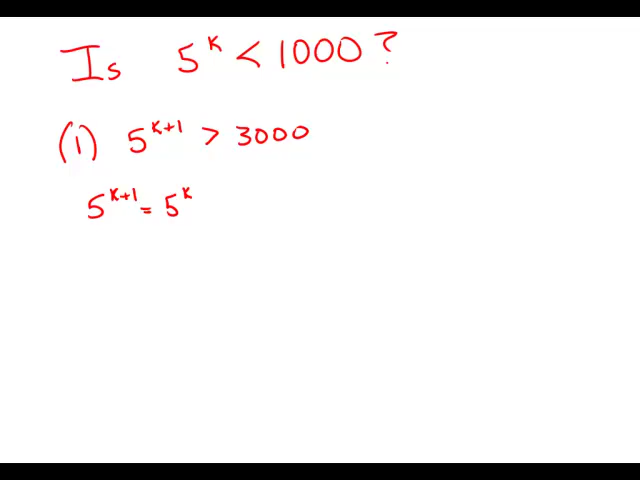 Is 5^k < 1000?
(1) 5^k+1 > 3000
5^k+1 = 5^k